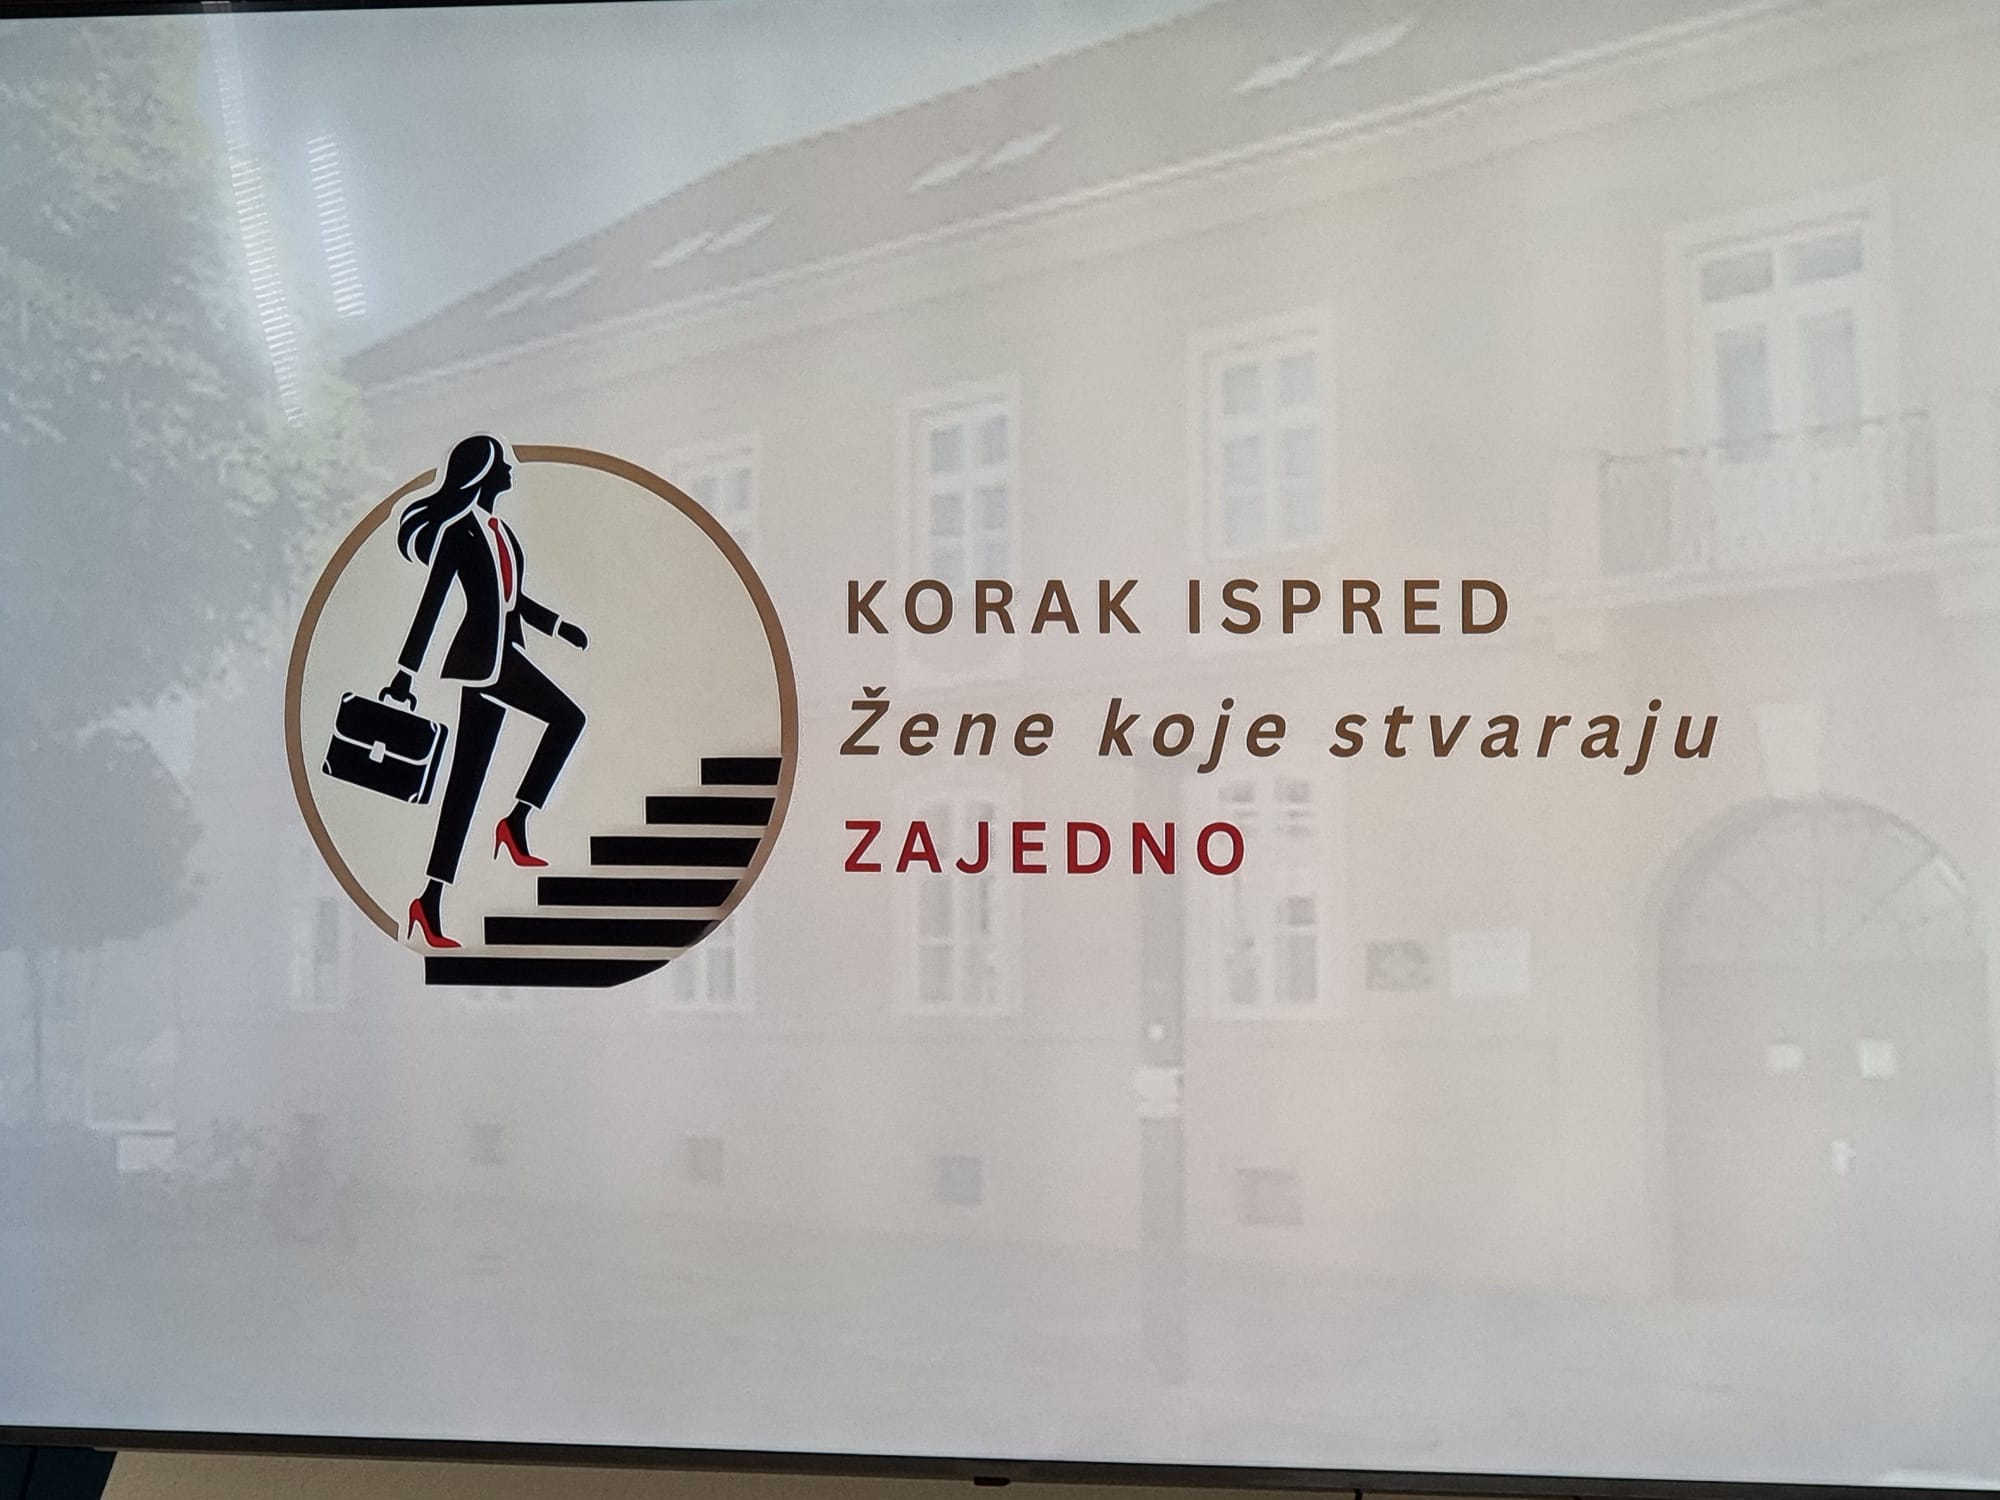 KORAK ISPRED
Žene koje stvaraju
ZAJEDNO